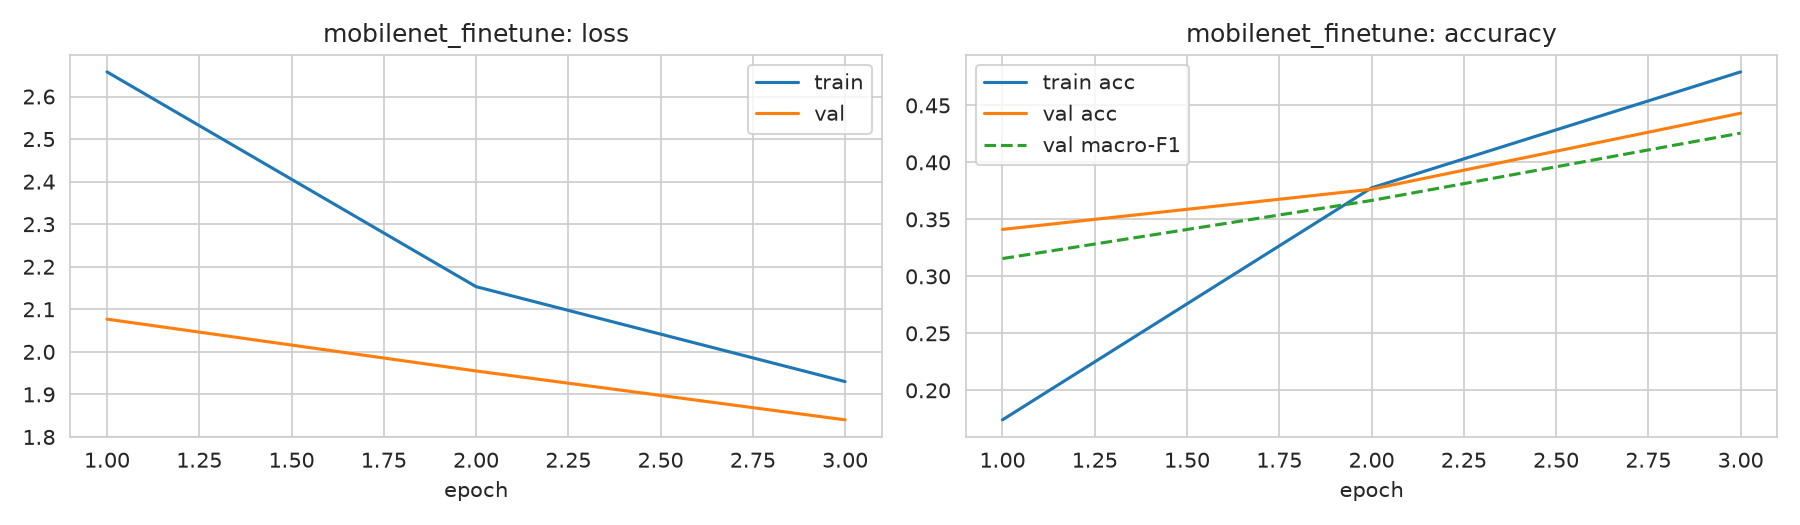 mobilenet_finetune: loss
train
val
2.6
2.5
2.4
2.3
2.2
2.1
2.0
1.9
1.8
1.00 1.25 1.50 1.75 2.00 2.25 2.50 2.75 3.00
epoch
mobilenet_finetune: accuracy
train acc
val acc
val macro-F1
0.45
0.40
0.35
0.30
0.25
0.20
1.00 1.25 1.50 1.75 2.00 2.25 2.50 2.75 3.00
epoch